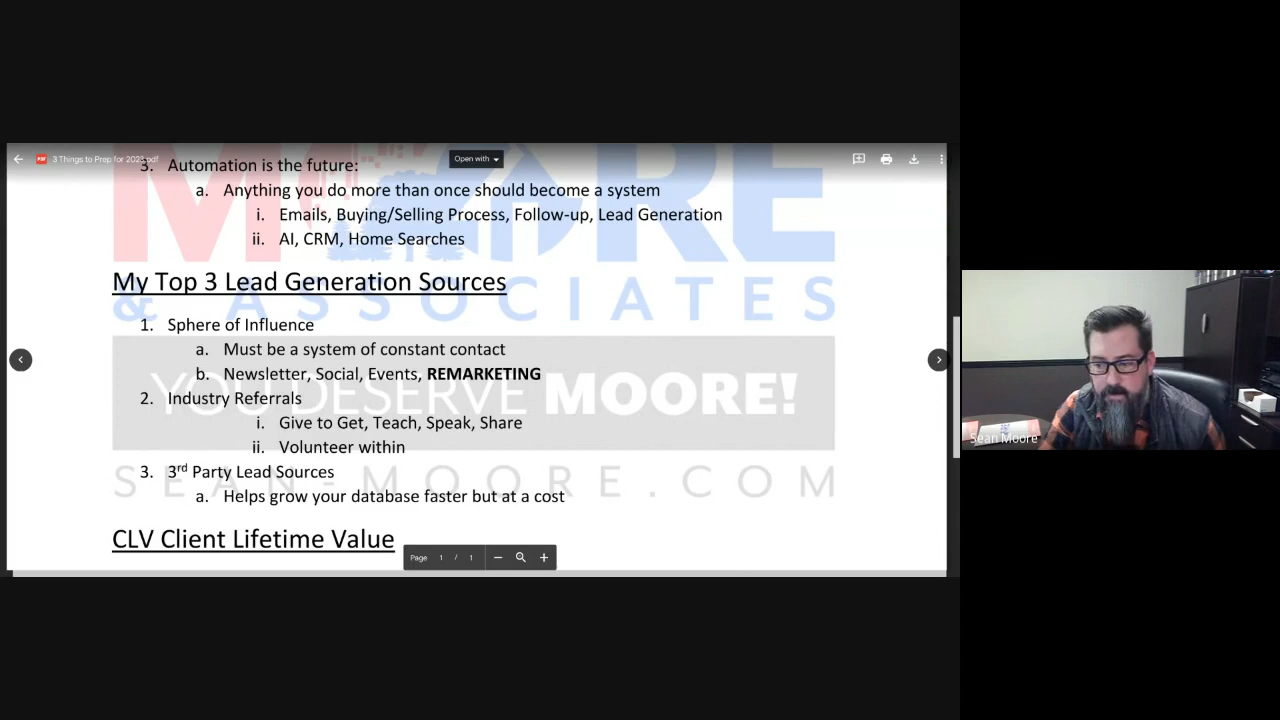 3 Things to Prep for 2023.pdf
Open with
3. Automation is the future:
a. Anything you do more than once should become a system
i. Emails, Buying/Selling Process, Follow-up, Lead Generation
ii. AI, CRM, Home Searches
MOORE
& ASSOCIATES
My Top 3 Lead Generation Sources
1. Sphere of Influence
a. Must be a system of constant contact
b. Newsletter, Social, Events, REMARKETING
2. Industry Referrals
YOU DESERVE MOORE!
i. Give to Get, Teach, Speak, Share
ii. Volunteer within
3. 3rd Party Lead Sources
SEAN-MOORE.COM
a. Helps grow your database faster but at a cost
CLV Client Lifetime Value
Page 1 / 1
Sean Moore